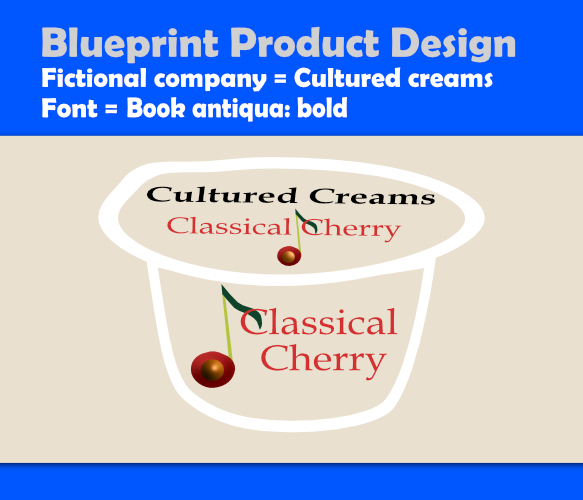 Blueprint Product Design
Fictional company = Cultured creams
Font = Book antiqua: bold
Cultured Creams
Classical Cherry
Classical
Cherry